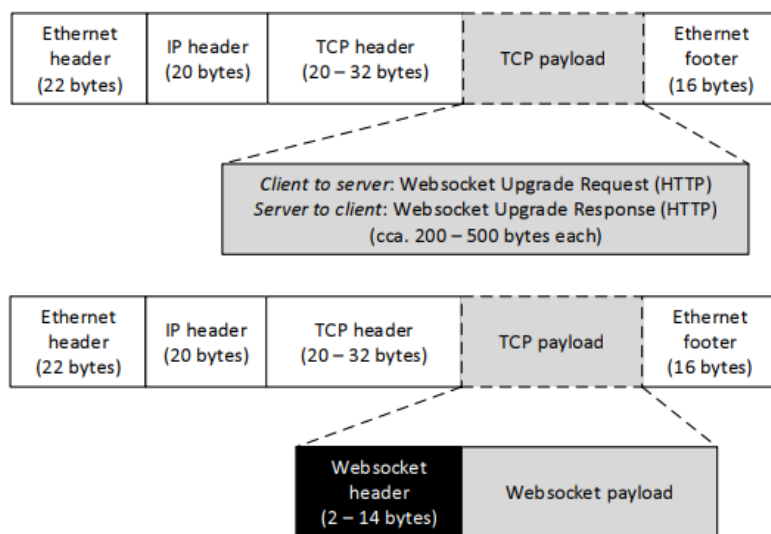 Ethernet
header
(22 bytes)
IP header
(20 bytes)
TCP header
(20 – 32 bytes)
TCP payload
Ethernet
footer
(16 bytes)
Client to server: Websocket Upgrade Request (HTTP)
Server to client: Websocket Upgrade Response (HTTP)
(cca. 200 – 500 bytes each)
Ethernet
header
(22 bytes)
IP header
(20 bytes)
TCP header
(20 – 32 bytes)
TCP payload
Ethernet
footer
(16 bytes)
Websocket
header
(2 – 14 bytes)
Websocket payload